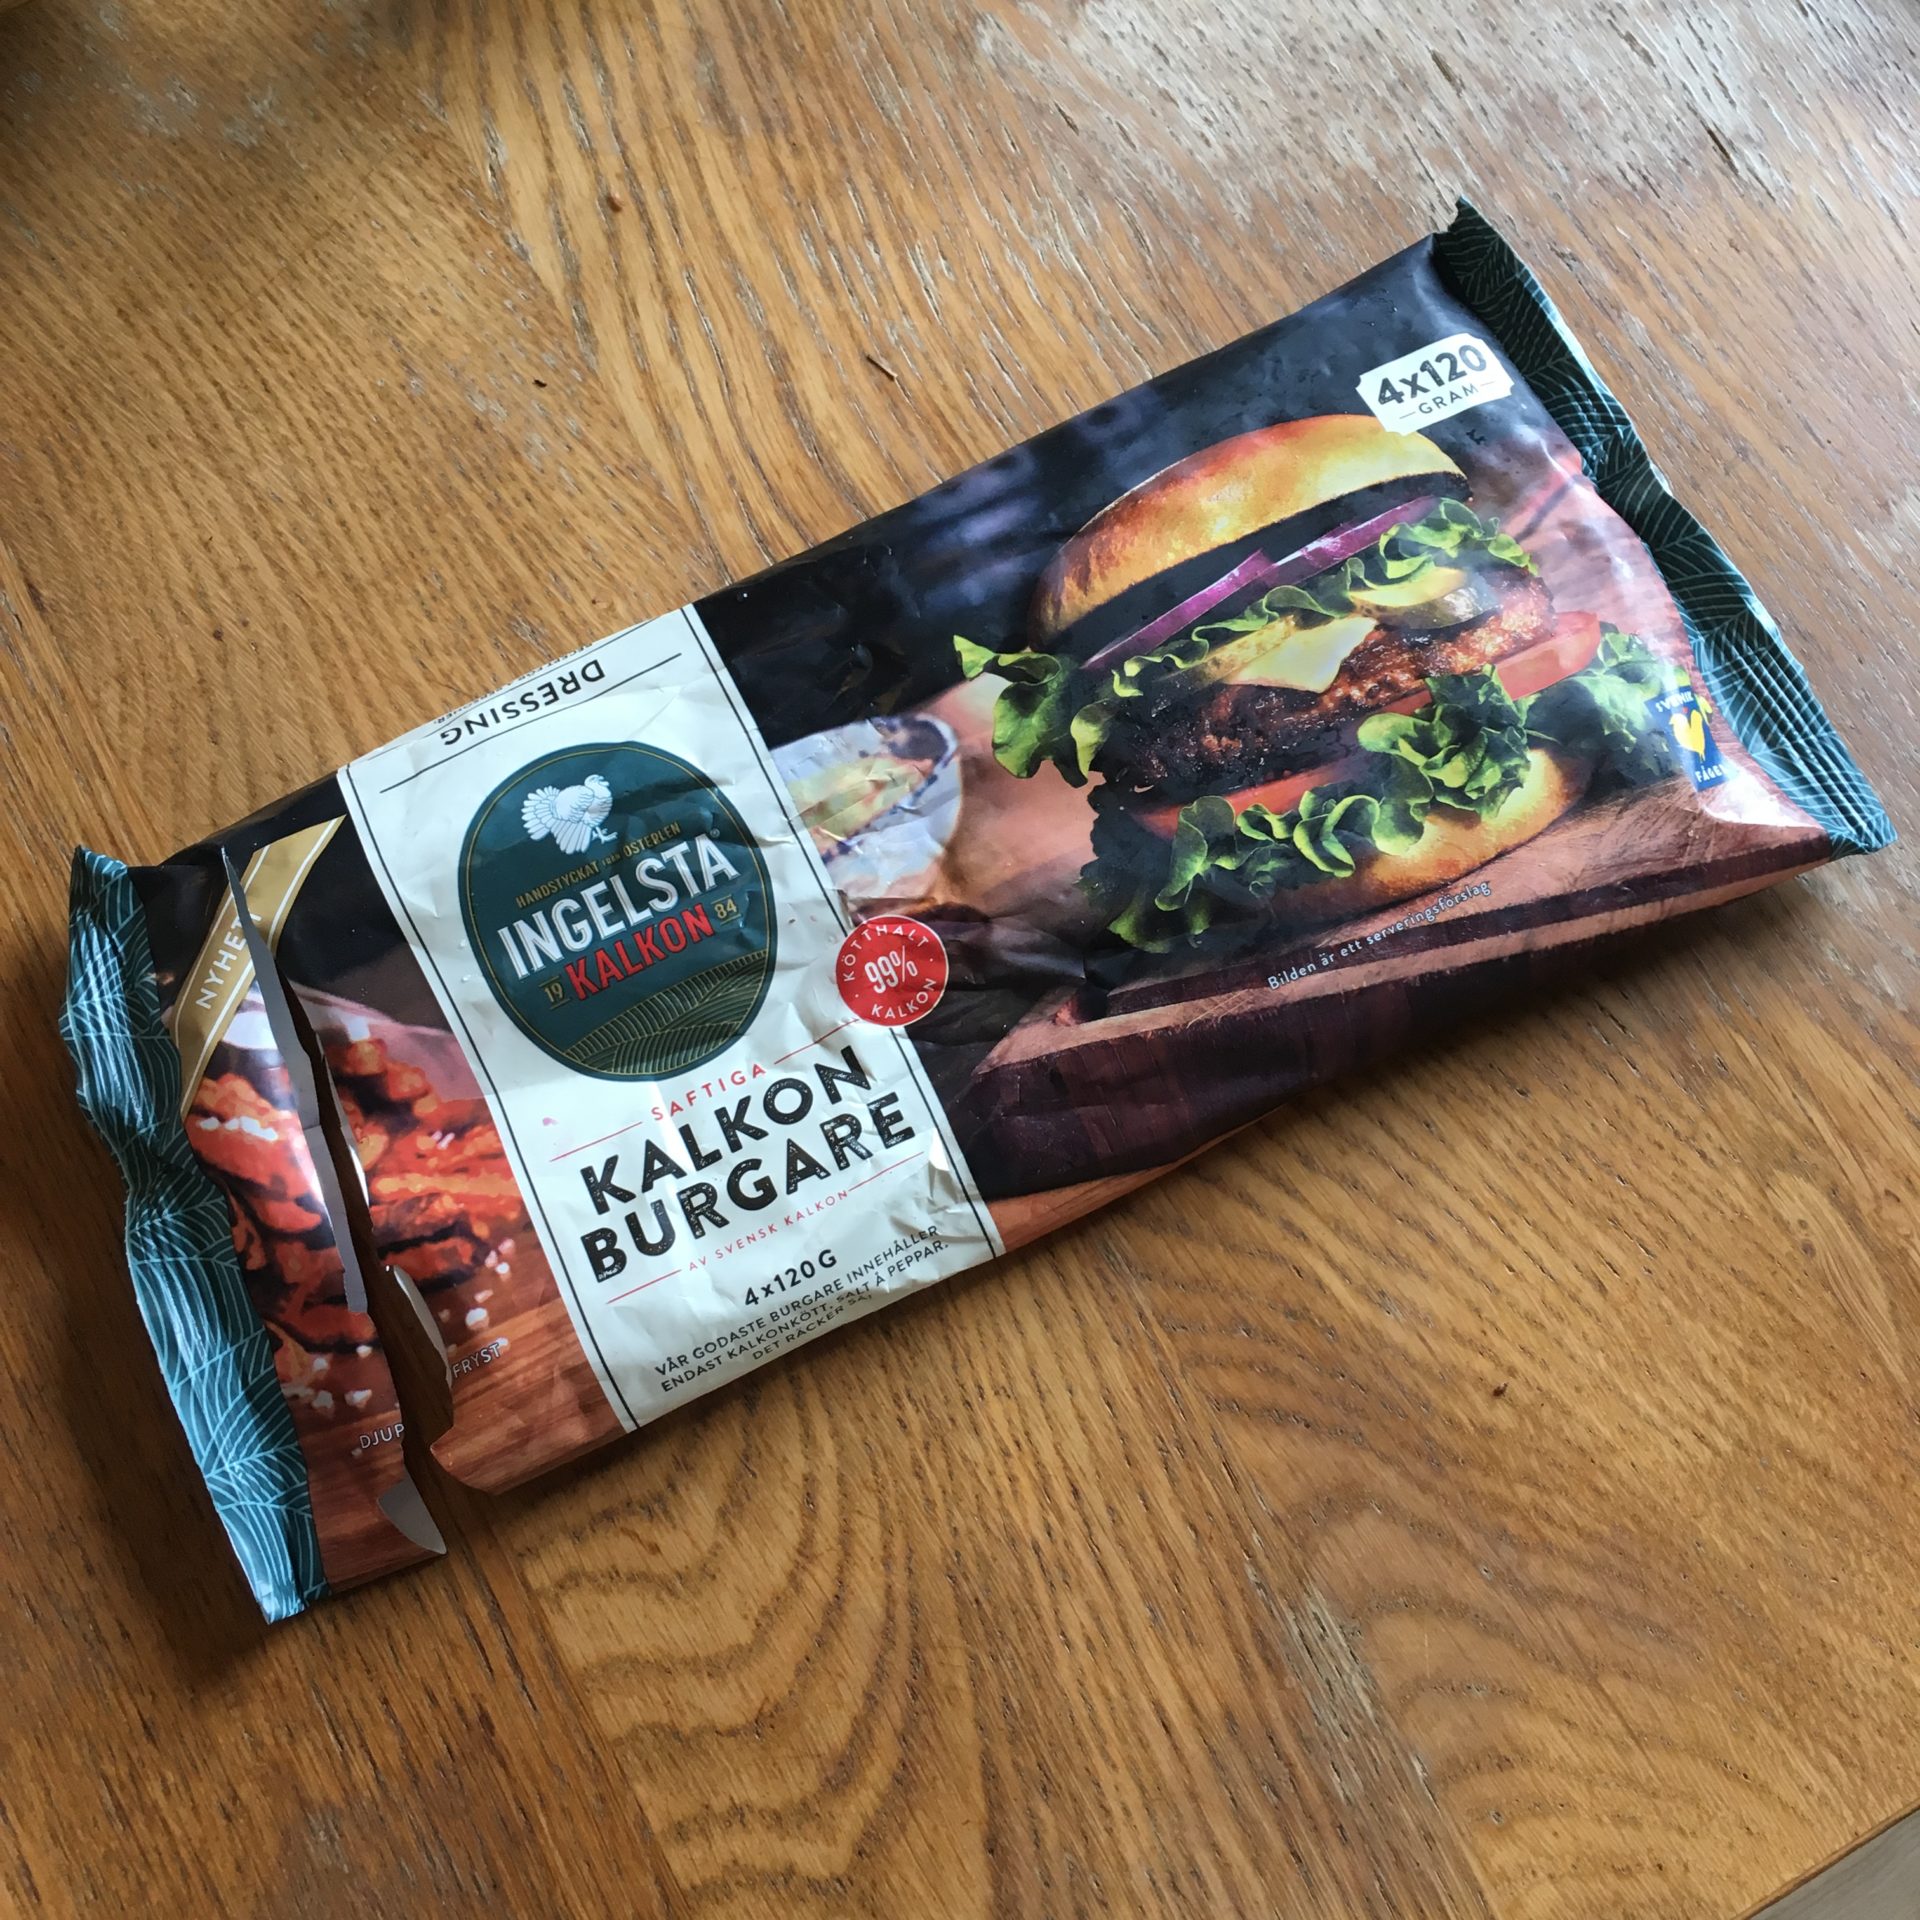 4x120
GRAM
DRESSING
NYHET
HANDSTYCKAT FRÅN ÖSTERLEN
INGELSTA®
KALKON
19 84
KÖTTHALT
99%
KALKON
SAFTIGA
KALKON
BURGARE
AV SVENSK KALKON
4x120G
VÅR GODASTE BURGARE INNEHÅLLER
ENDAST KALKONKÖTT, SALT Å PEPPAR.
DET RÄCKER SÅ!
Bilden är ett serveringsförslag
SVENSK
FÅGEL
DJUP
FRYST